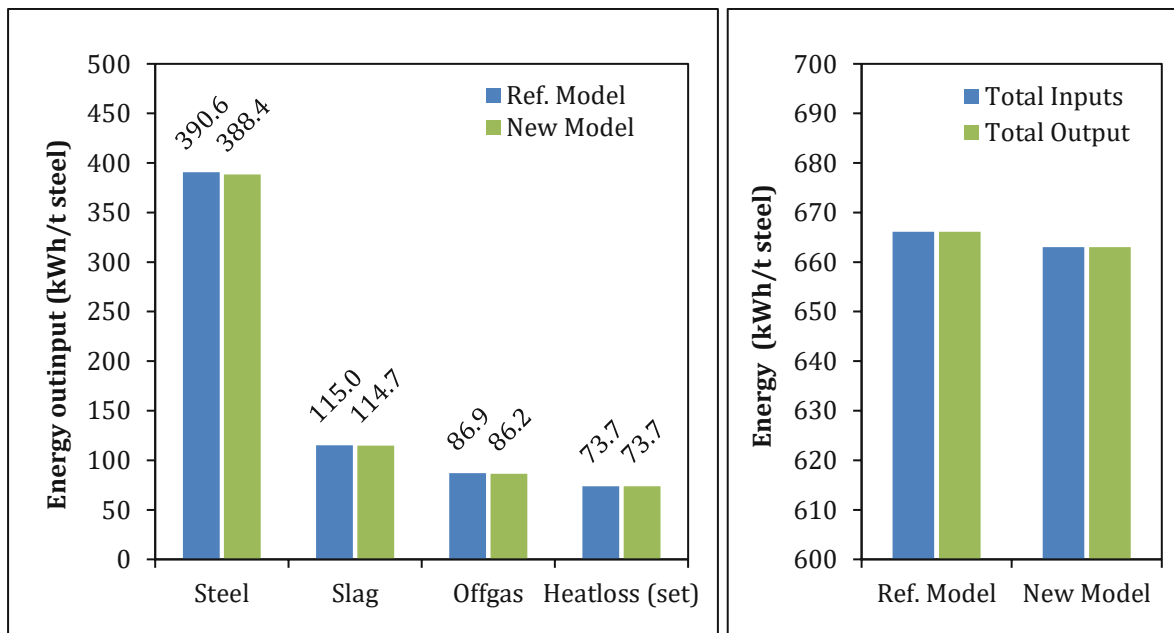 Energy outinput (kWh/t steel)
500
450
400
350
300
250
200
150
100
50
0
Ref. Model
New Model
390.6
388.4
115.0
114.7
86.9
86.2
73.7
73.7
Steel
Slag
Offgas
Heatloss (set)
Energy (kWh/t steel)
700
690
680
670
660
650
640
630
620
610
600
Total Inputs
Total Output
Ref. Model
New Model